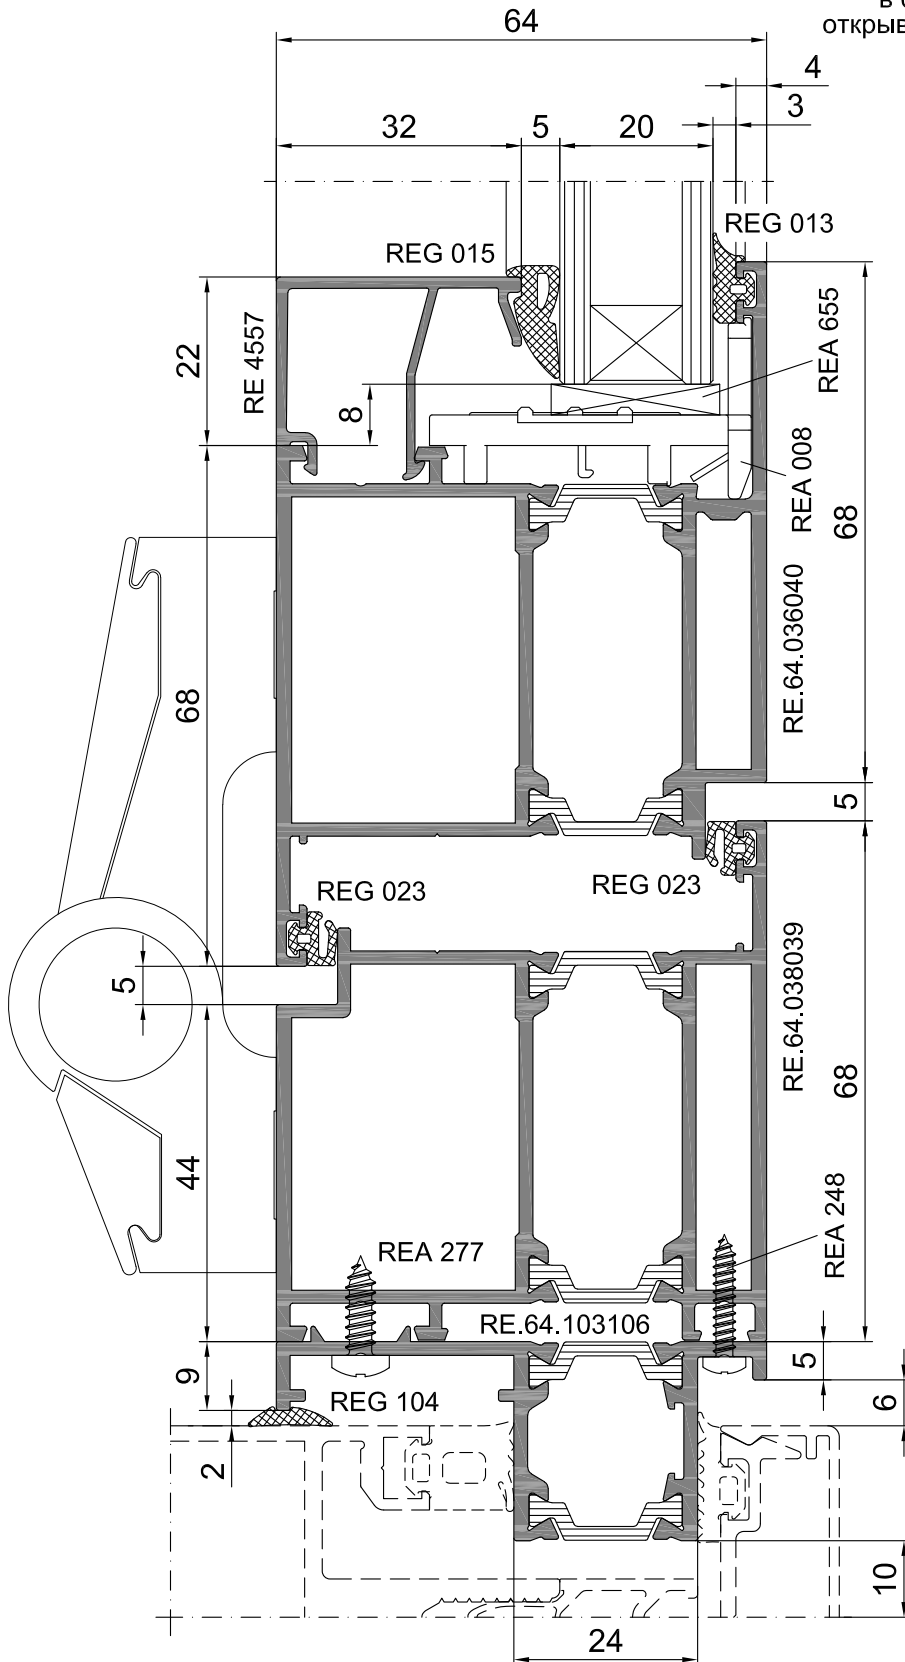 в
открыв
64
4
3
32
5
20
REG 013
REG 015
RE 4557
22
8
REA 655
REA 008
68
RE.64.036040
68
5
REG 023
REG 023
5
RE.64.038039
68
44
REA 277
REA 248
RE.64.103106
5
9
REG 104
6
2
10
24